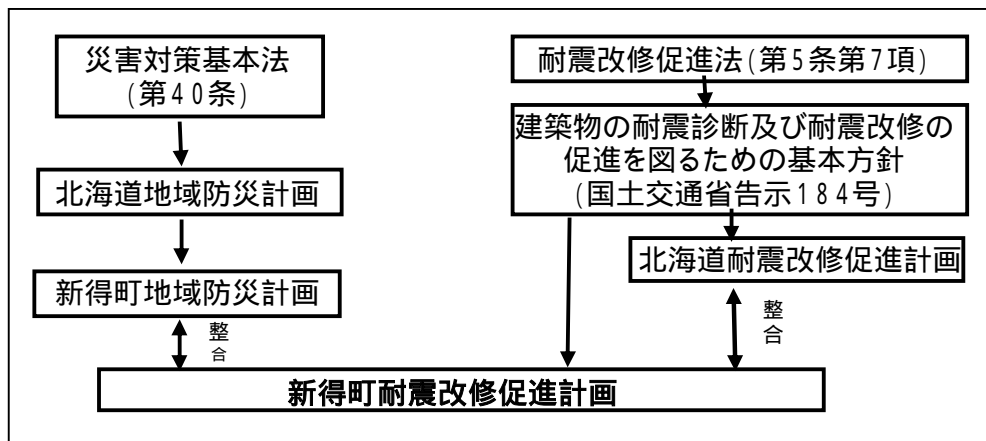 災害対策基本法
(第40条)
北海道地域防災計画
新得町地域防災計画
整
合
耐震改修促進法(第5条第7項)
建築物の耐震診断及び耐震改修の
促進を図るための基本方針
(国土交通省告示184号)
北海道耐震改修促進計画
整
合
新得町耐震改修促進計画